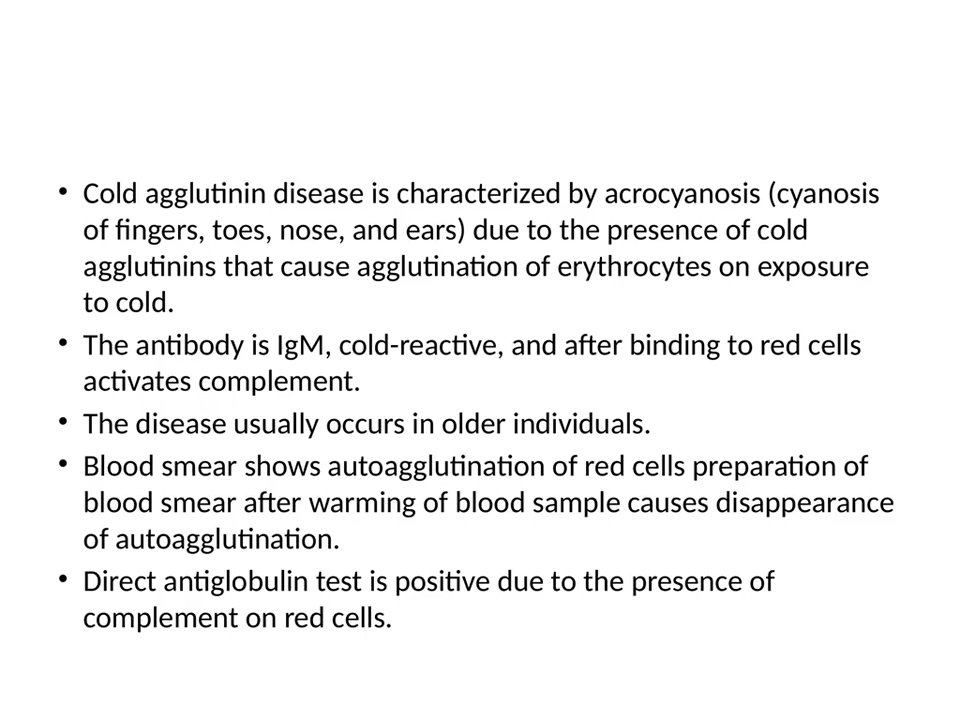 • Cold agglutinin disease is characterized by acrocyanosis (cyanosis
of fingers, toes, nose, and ears) due to the presence of cold
agglutinins that cause agglutination of erythrocytes on exposure
to cold.
• The antibody is IgM, cold-reactive, and after binding to red cells
activates complement.
• The disease usually occurs in older individuals.
• Blood smear shows autoagglutination of red cells preparation of
blood smear after warming of blood sample causes disappearance
of autoagglutination.
• Direct antiglobulin test is positive due to the presence of
complement on red cells.